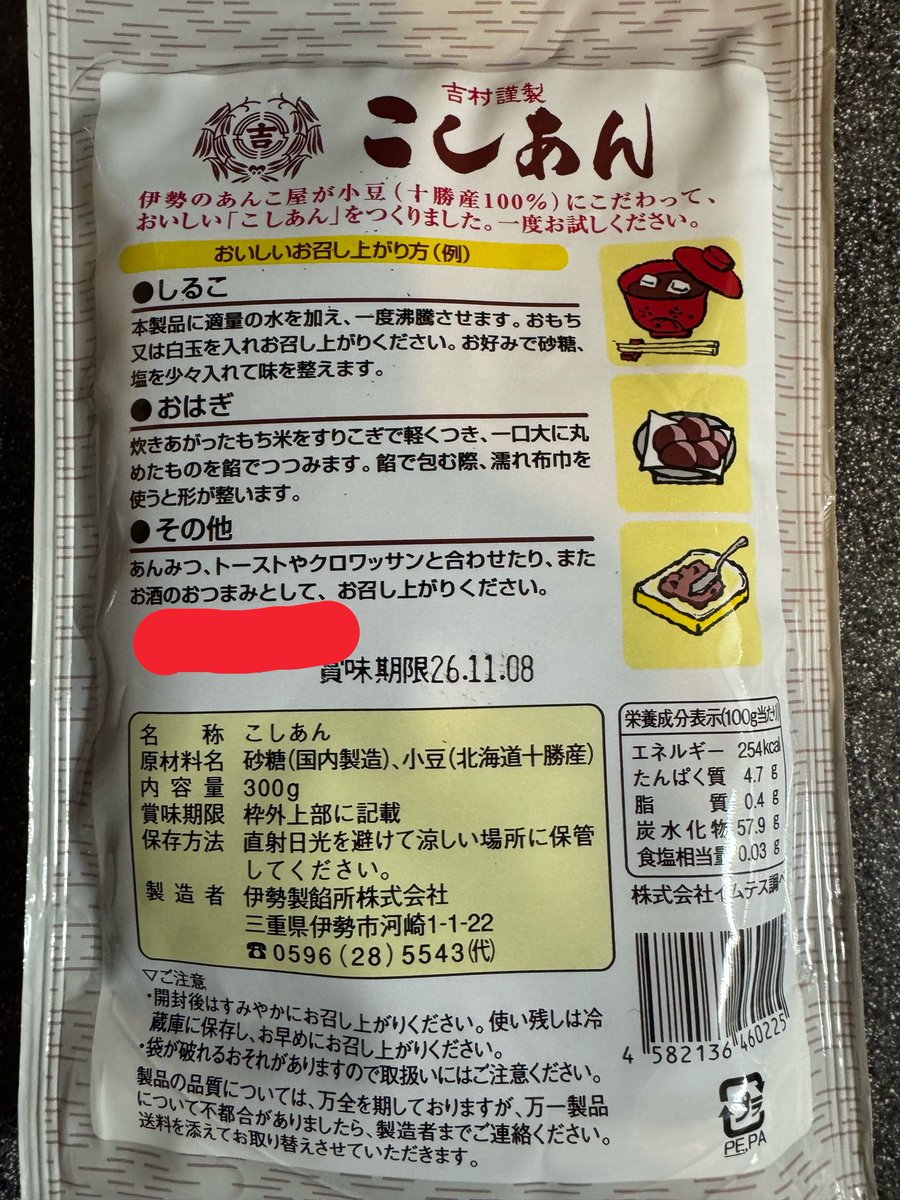 吉
吉村謹製
こしあん
伊勢のあんこ屋が小豆(十勝産100%)にこだわって、
おいしい「こしあん」をつくりました。一度お試しください。
おいしいお召し上がり方(例)
●しるこ
本製品に適量の水を加え、一度沸騰させます。おもち
又は白玉を入れお召し上がりください。お好みで砂糖、
塩を少々入れて味を整えます。
●おはぎ
炊きあがったもち米をすりこぎで軽くつき、一口大に丸
めたものを餡でつつみます。餡で包む際、濡れ布巾を
使うと形が整います。
●その他
あんみつ、トーストやクロワッサンと合わせたり、また
お酒のおつまみとして、お召し上がりください。
賞味期限26.11.08
名称 こしあん
原材料名 砂糖(国内製造)、小豆(北海道十勝産)
内容量 300g
賞味期限 枠外上部に記載
保存方法 直射日光を避けて涼しい場所に保管
してください。
製造者 伊勢製餡所株式会社
三重県伊勢市河崎1-1-22
☎0596(28)5543(代)
栄養成分表示(100g当たり)
エネルギー 254kcal
たんぱく質 4.7g
脂質 0.4g
炭水化物 57.9g
食塩相当量 0.03g
株式会社イムテス調べ
▽ご注意
・開封後はすみやかにお召し上がりください。使い残しは冷
蔵庫に保存し、お早めにお召し上がりください。
・袋が破れるおそれがありますので取扱いにはご注意ください。
製品の品質については、万全を期しておりますが、万一製品
について不都合がありましたら、製造者までご連絡ください。
送料を添えてお取り替えさせていただきます。
4 582136 460225
PE,PA